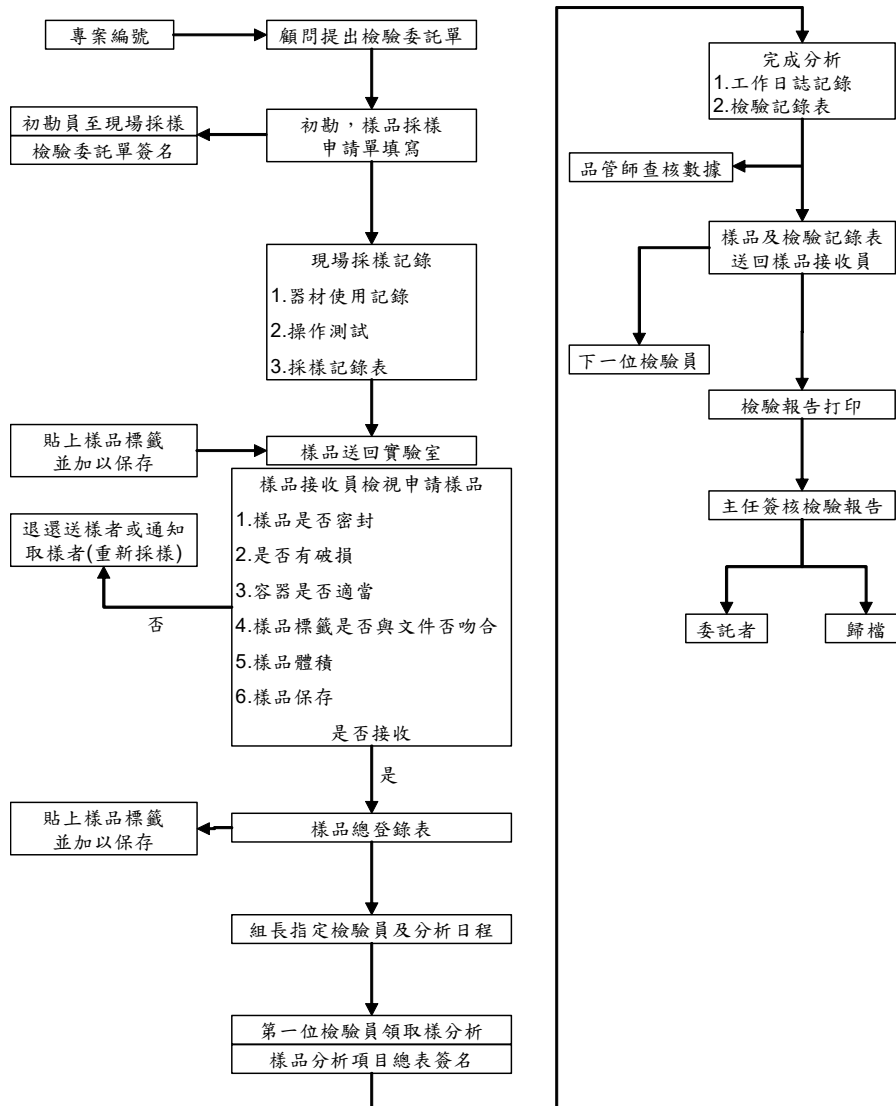 專案編號
顧問提出檢驗委託單
初勘員至現場採樣
檢驗委託單簽名
初勘，樣品採樣
申請單填寫
現場採樣記錄
1.器材使用記錄
2.操作測試
3.採樣記錄表
貼上樣品標籤
並加以保存
樣品送回實驗室
樣品接收員檢視申請樣品
1.樣品是否密封
2.是否有破損
3.容器是否適當
4.樣品標籤是否與文件否吻合
5.樣品體積
6.樣品保存
是否接收
退還送樣者或通知
取樣者(重新採樣)
否
是
貼上樣品標籤
並加以保存
樣品總登錄表
組長指定檢驗員及分析日程
第一位檢驗員領取樣分析
樣品分析項目總表簽名
完成分析
1.工作日誌記錄
2.檢驗記錄表
品管師查核數據
樣品及檢驗記錄表
送回樣品接收員
下一位檢驗員
檢驗報告打印
主任簽核檢驗報告
委託者
歸檔